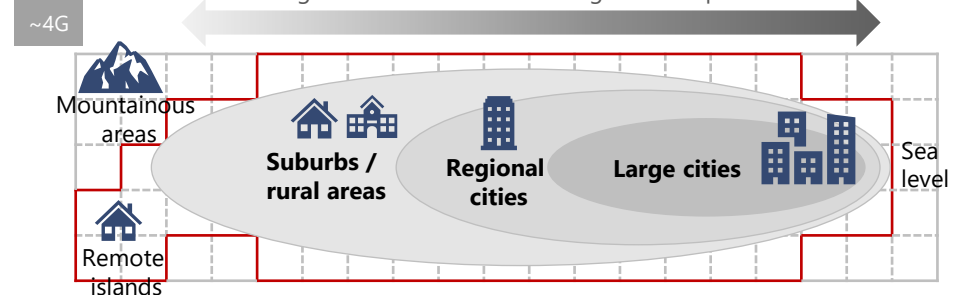 ~4G
Mountainous
areas
Suburbs /
rural areas
Regional
cities
Large cities
Sea
level
Remote
islands